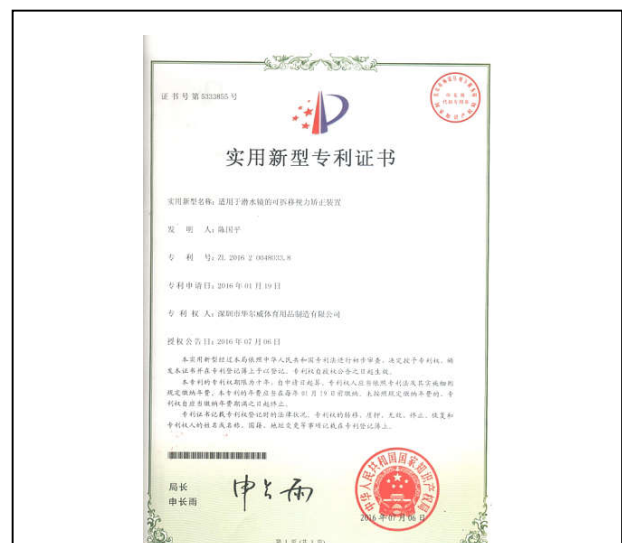 证书号第5333855号
实用新型专利证书
实用新型名称：适用于潜水镜的可拆移视力矫正装置
发 明 人：陈国平
专 利 号：ZL 2016 2 0048033.8
专利申请日：2016年01月19日
专 利 权 人：深圳市华尔威体育用品制造有限公司
授权公告日：2016年07月06日
本实用新型经过本局依照中华人民共和国专利法进行初步审查，决定授予专利权，颁
发本证书并在专利登记簿上予以登记。专利权自授权公告之日起生效。
本专利的专利权期限为十年，自申请日起算。专利权人应当依照专利法及其实施细则
规定缴纳年费。本专利的年费应当在每年01月19日前缴纳。未按照规定缴纳年费的，专
利权自应当缴纳年费期满之日起终止。
专利证书记载专利权登记时的法律状况。专利权的转移、质押、无效、终止、恢复和
专利权人的姓名或名称、国籍、地址变更等事项记载在专利登记簿上。
局长
申长雨
申长雨
中华人民共和国国家知识产权局
2016年07月06日
第 1 页 (共 1 页)